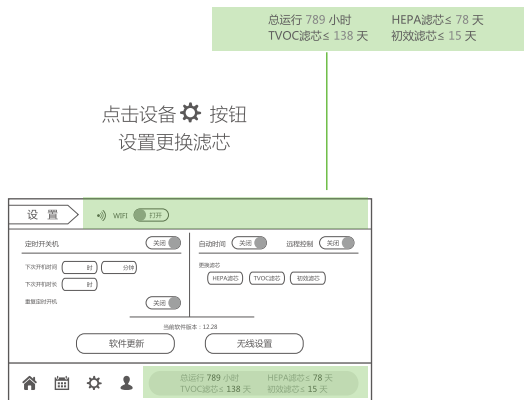 总运行 789 小时 HEPA滤芯≤ 78 天
TVOC滤芯≤ 138 天 初效滤芯≤ 15 天
点击设备 按钮
设置更换滤芯
设 置
WIFI 打开
定时开关机 关闭
自动时间 关闭 远程控制 关闭
下次开机时间 时 分钟
更换滤芯
HEPA滤芯 TVOC滤芯 初效滤芯
下次开机时长 时
重复定时开机 关闭
当前软件版本：12.28
软件更新 无线设置
总运行 789 小时 HEPA滤芯≤ 78 天
TVOC滤芯≤ 138 天 初效滤芯≤ 15 天